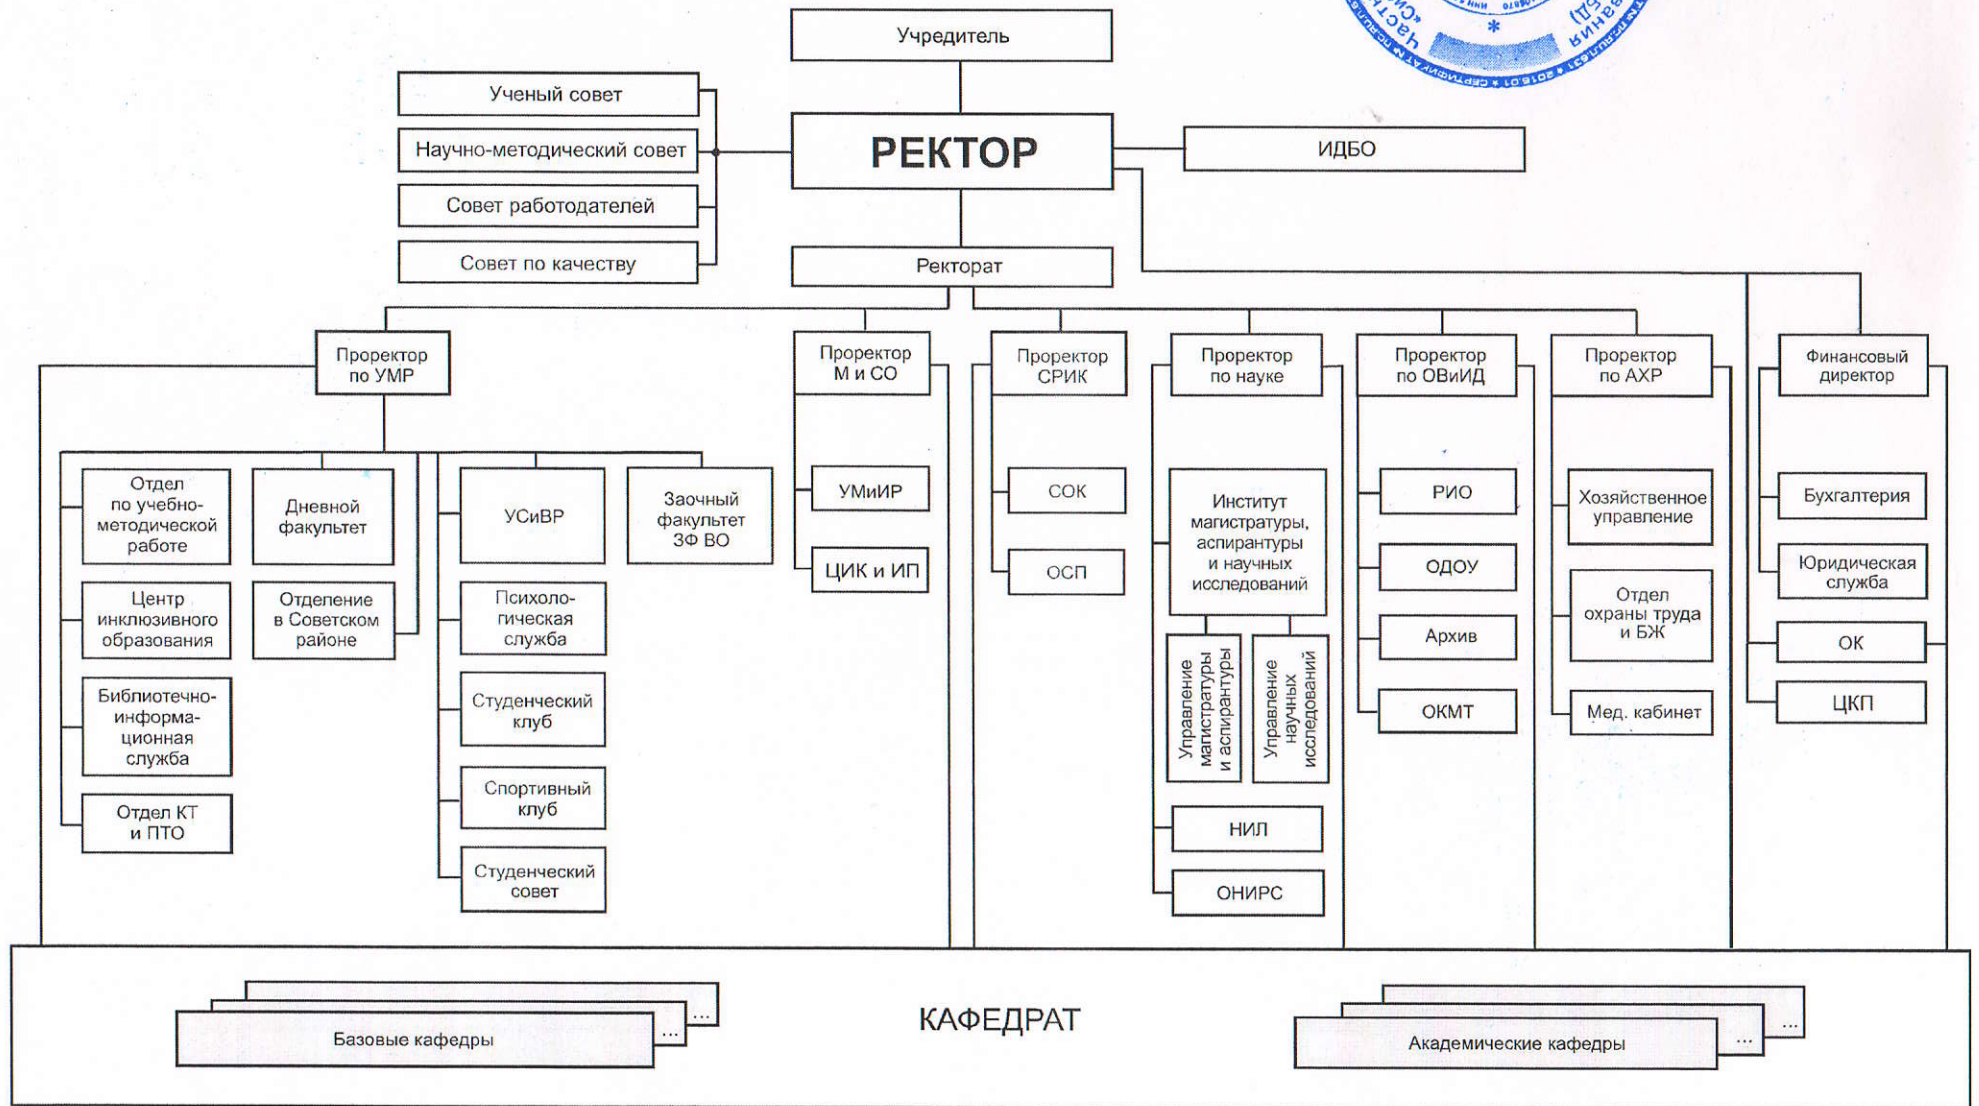 Учредитель
Ученый совет
Научно-методический совет
Совет работодателей
Совет по качеству
РЕКТОР
ИДБО
Ректорат
Проректор
по УМР
Проректор
М и СО
Проректор
СРИК
Проректор
по науке
Проректор
по ОВиИД
Проректор
по АХР
Финансовый
директор
Отдел
по учебно-
методической
работе
Центр
инклюзивного
образования
Библиотечно-
информа-
ционная
служба
Отдел КТ
и ПТО
Дневной
факультет
Отделение
в Советском
районе
УСиВР
Психоло-
гическая
служба
Студенческий
клуб
Спортивный
клуб
Студенческий
совет
Заочный
факультет
ЗФ ВО
УМиИР
ЦИК и ИП
СОК
ОСП
Институт
магистратуры,
аспирантуры
и научных
исследований
Управление
магистратуры
и аспирантуры
Управление
научных
исследований
НИЛ
ОНИРС
РИО
ОДОУ
Архив
ОКМТ
Хозяйственное
управление
Отдел
охраны труда
и БЖ
Мед. кабинет
Бухгалтерия
Юридическая
служба
ОК
ЦКП
КАФЕДРАТ
Базовые кафедры
...
...
Академические кафедры
...
...